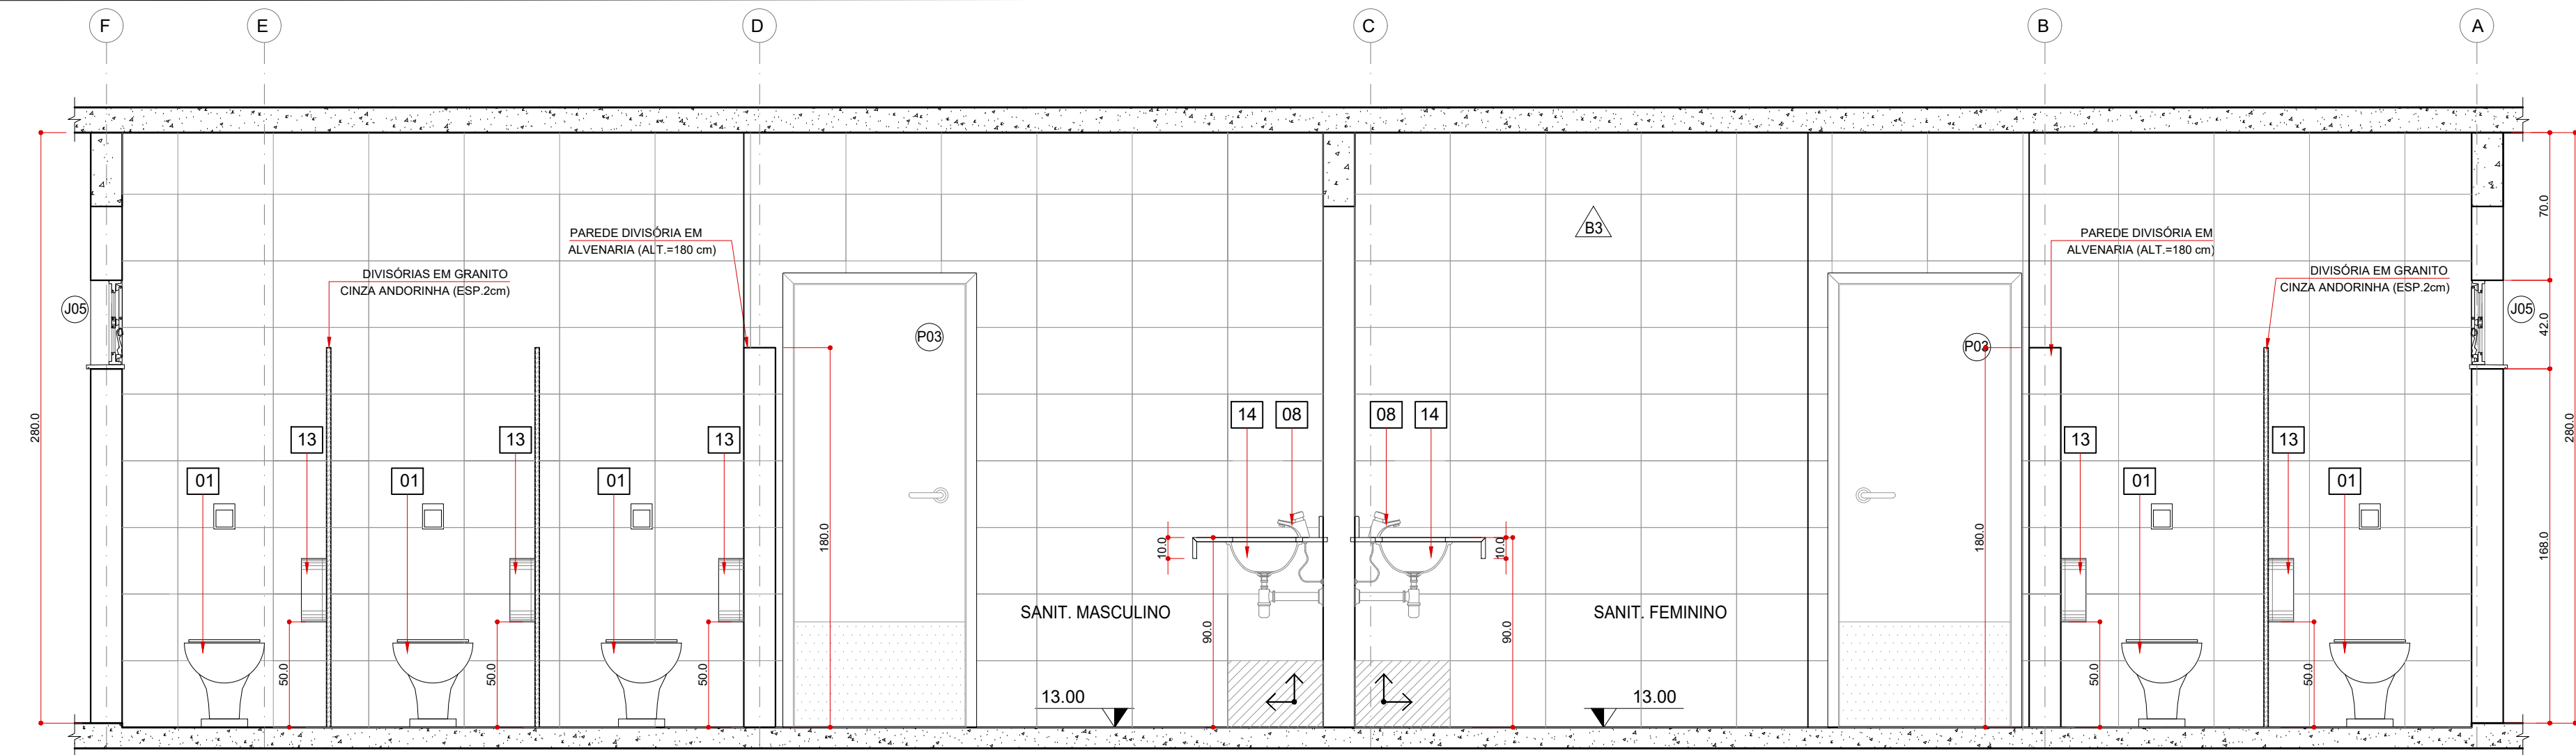 F E D C B A
PAREDE DIVISÓRIA EM
ALVENARIA (ALT.=180 cm)
DIVISÓRIAS EM GRANITO
CINZA ANDORINHA (ESP.2cm)
B3
PAREDE DIVISÓRIA EM
ALVENARIA (ALT.=180 cm)
DIVISÓRIA EM GRANITO
CINZA ANDORINHA (ESP.2cm)
J05
P03
P03
J05
280.0
70.0
42.0
168.0
280.0
14 08 08 14
13 13 13 13 13
01 01 01 01 01
180.0
10.0
10.0
180.0
SANIT. MASCULINO
SANIT. FEMININO
90.0
90.0
50.0
50.0
50.0
50.0
50.0
13.00
13.00